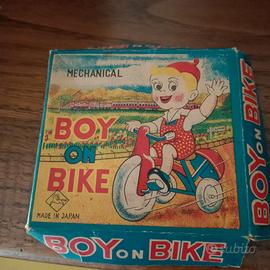 MECHANICAL
BOY
ON
BIKE
MADE IN JAPAN
BOY ON BIKE
BOY ON BIKE
subito